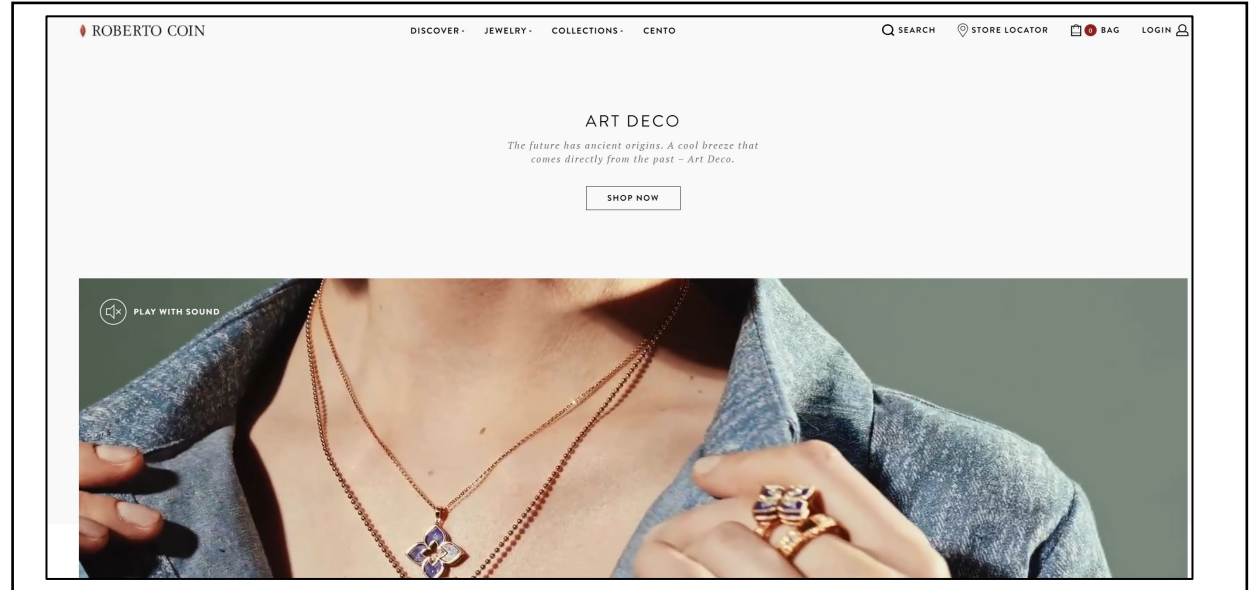 ROBERTO COIN
DISCOVER
JEWELRY
COLLECTIONS
CENTO
SEARCH
STORE LOCATOR
0 BAG
LOGIN
ART DECO
The future has ancient origins. A cool breeze that
comes directly from the past – Art Deco.
SHOP NOW
PLAY WITH SOUND